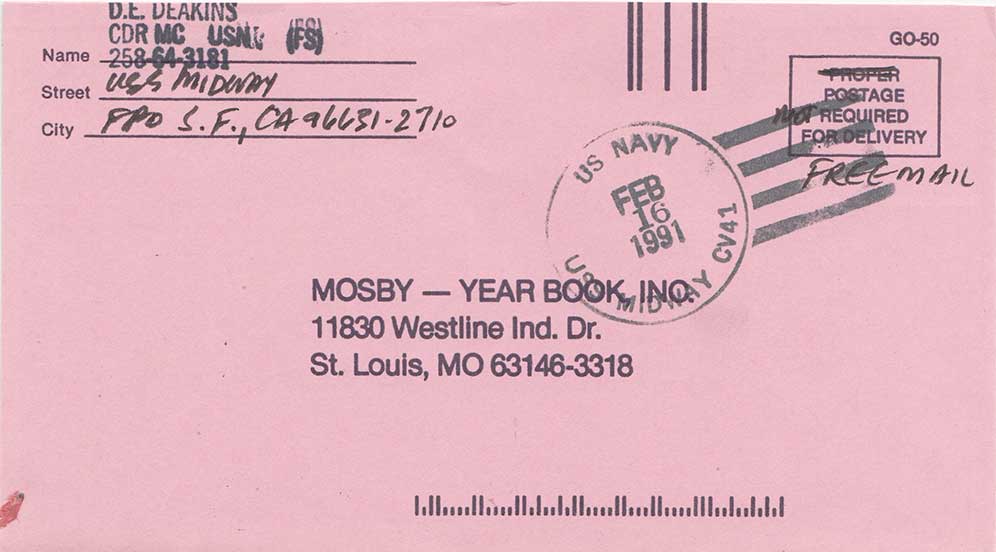 D.E. DEAKINS
CDR MC USN (FS)
Name 258-64-3181
Street USS MIDWAY
City FPO S.F., CA 96631-2710
GO-50
PROPER
POSTAGE
NOT REQUIRED
FOR DELIVERY
FREE MAIL
US NAVY
FEB
16
1991
USS MIDWAY CV41
MOSBY — YEAR BOOK, INC.
11830 Westline Ind. Dr.
St. Louis, MO 63146-3318